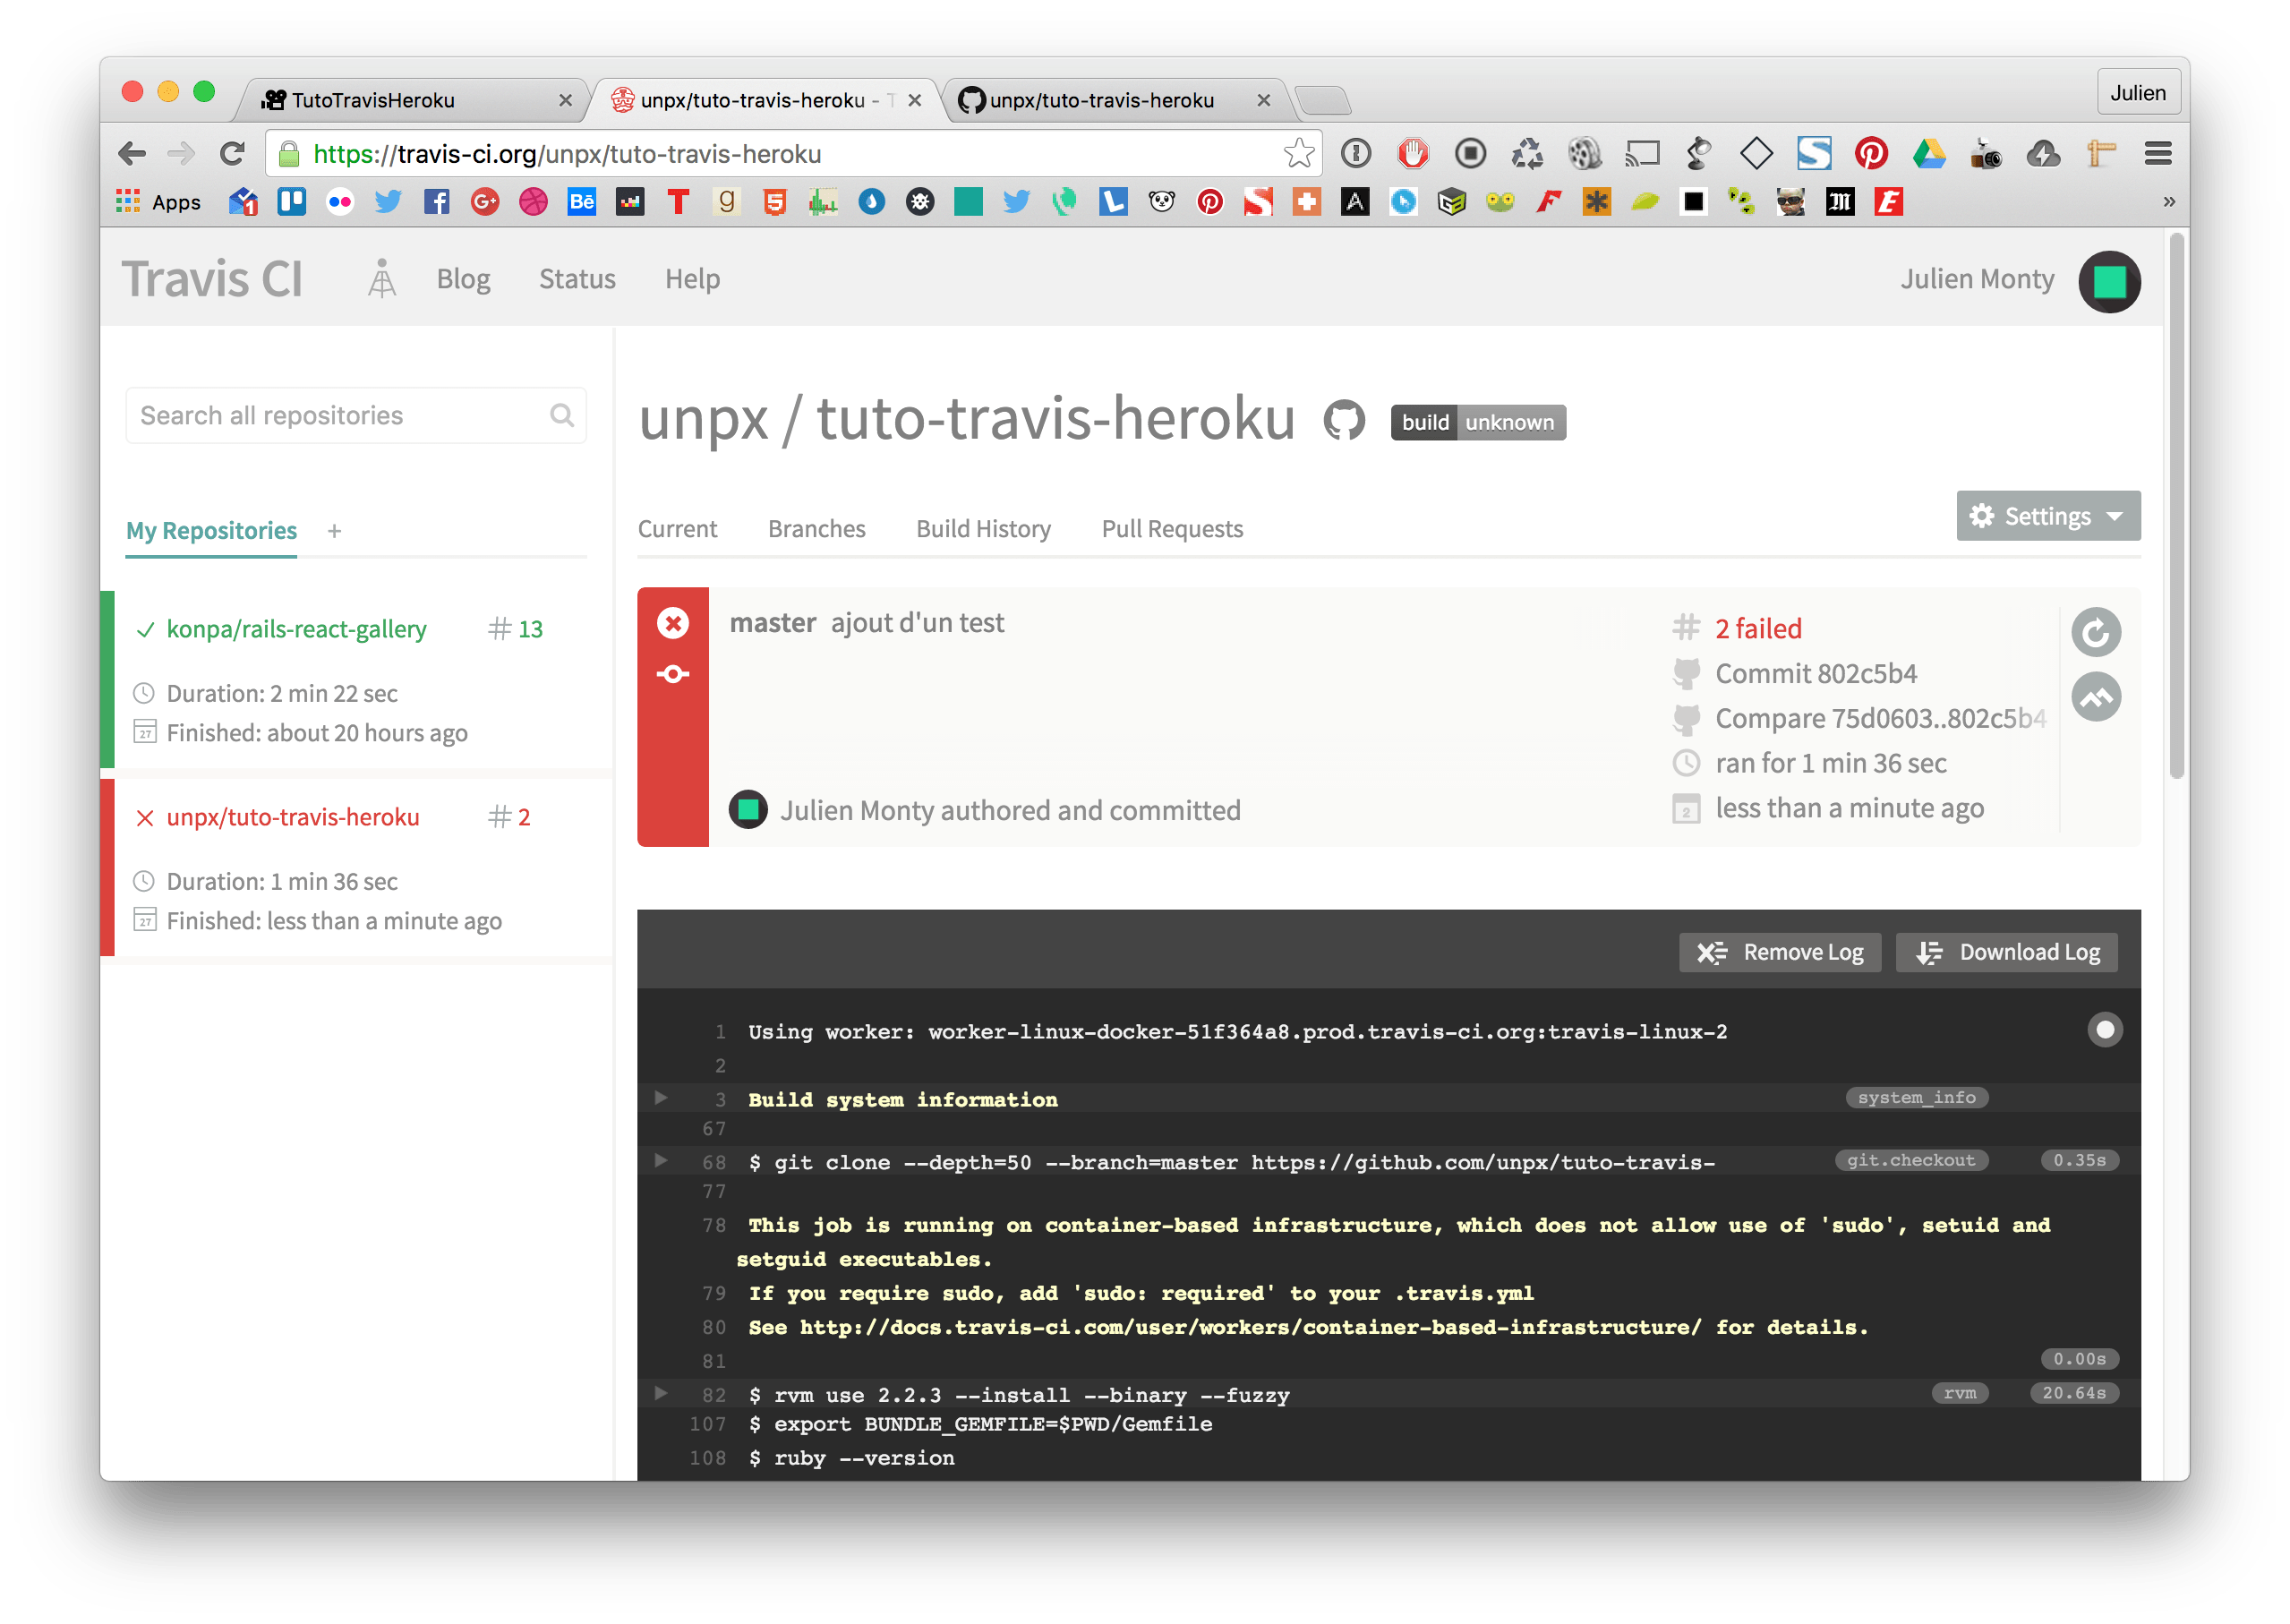 TutoTravisHeroku
unpx/tuto-travis-heroku - T
unpx/tuto-travis-heroku
Julien
https://travis-ci.org/unpx/tuto-travis-heroku
Apps
Travis CI
Blog
Status
Help
Julien Monty
Search all repositories
unpx / tuto-travis-heroku
build unknown
My Repositories +
Current
Branches
Build History
Pull Requests
Settings
konpa/rails-react-gallery # 13
Duration: 2 min 22 sec
27 Finished: about 20 hours ago
unpx/tuto-travis-heroku # 2
Duration: 1 min 36 sec
27 Finished: less than a minute ago
master ajout d'un test
Julien Monty authored and committed
# 2 failed
Commit 802c5b4
Compare 75d0603..802c5b4
ran for 1 min 36 sec
2 less than a minute ago
Remove Log
Download Log
1 Using worker: worker-linux-docker-51f364a8.prod.travis-ci.org:travis-linux-2
2
3 Build system information system_info
67
68 $ git clone --depth=50 --branch=master https://github.com/unpx/tuto-travis- git.checkout 0.35s
77
78 This job is running on container-based infrastructure, which does not allow use of 'sudo', setuid and
setguid executables.
79 If you require sudo, add 'sudo: required' to your .travis.yml
80 See http://docs.travis-ci.com/user/workers/container-based-infrastructure/ for details.
81 0.00s
82 $ rvm use 2.2.3 --install --binary --fuzzy rvm 20.64s
107 $ export BUNDLE_GEMFILE=$PWD/Gemfile
108 $ ruby --version